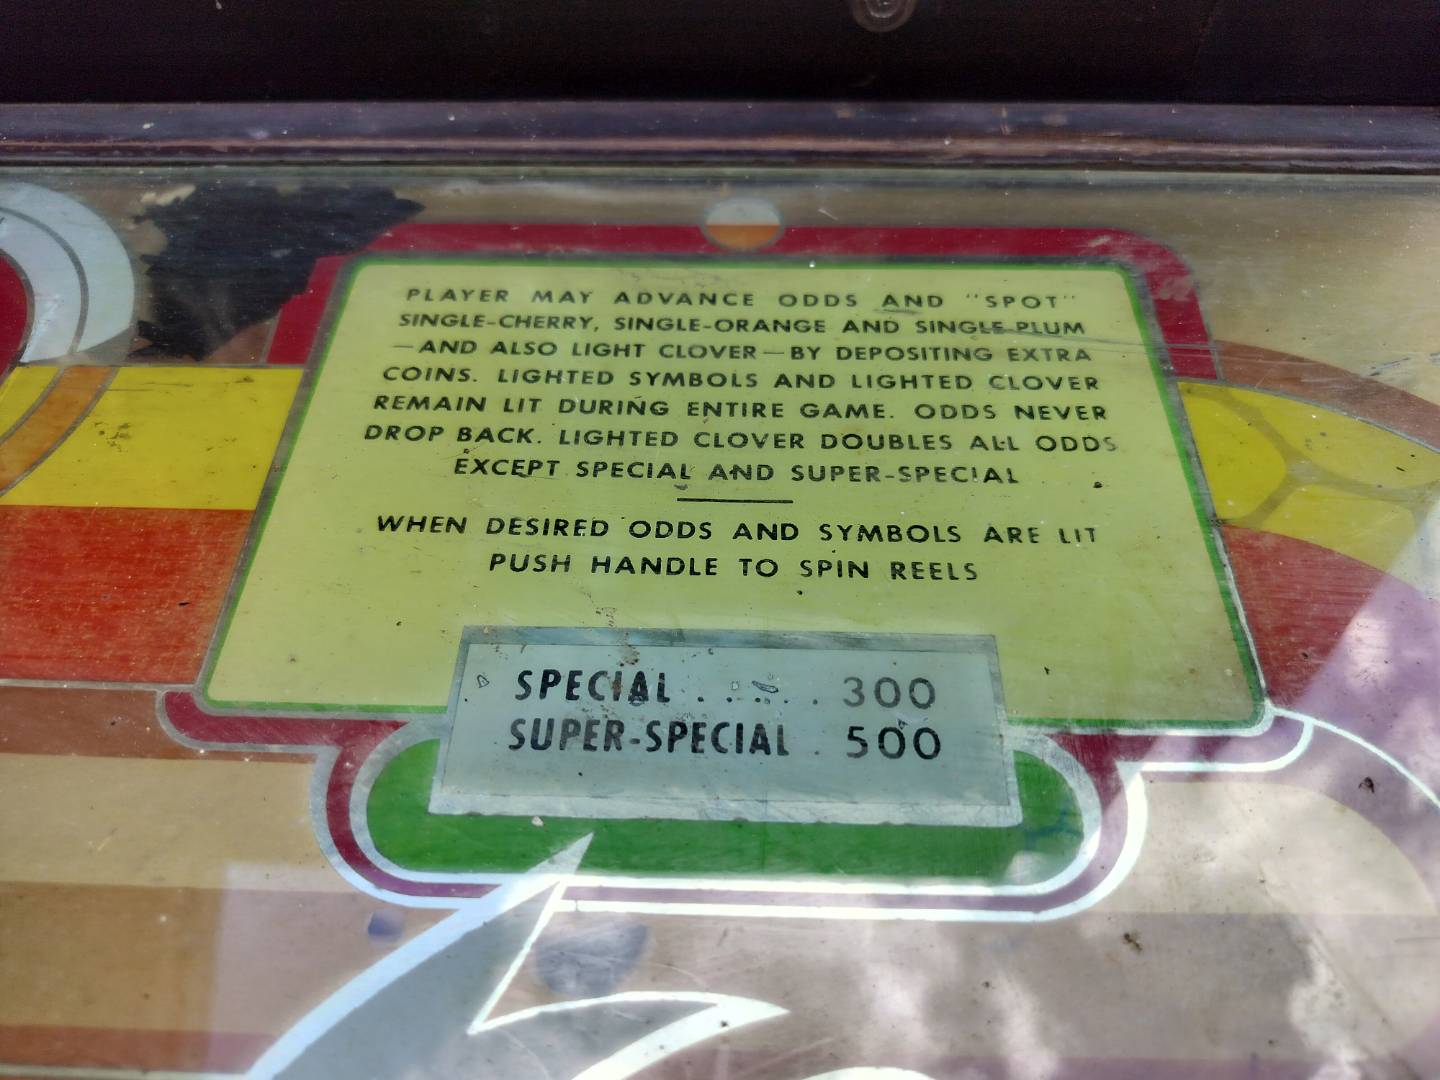 PLAYER MAY ADVANCE ODDS AND "SPOT"
SINGLE-CHERRY, SINGLE-ORANGE AND SINGLE-PLUM
—AND ALSO LIGHT CLOVER—BY DEPOSITING EXTRA
COINS. LIGHTED SYMBOLS AND LIGHTED CLOVER
REMAIN LIT DURING ENTIRE GAME. ODDS NEVER
DROP BACK. LIGHTED CLOVER DOUBLES ALL ODDS
EXCEPT SPECIAL AND SUPER-SPECIAL
WHEN DESIRED ODDS AND SYMBOLS ARE LIT
PUSH HANDLE TO SPIN REELS
SPECIAL . . . . . . 300
SUPER-SPECIAL . 500